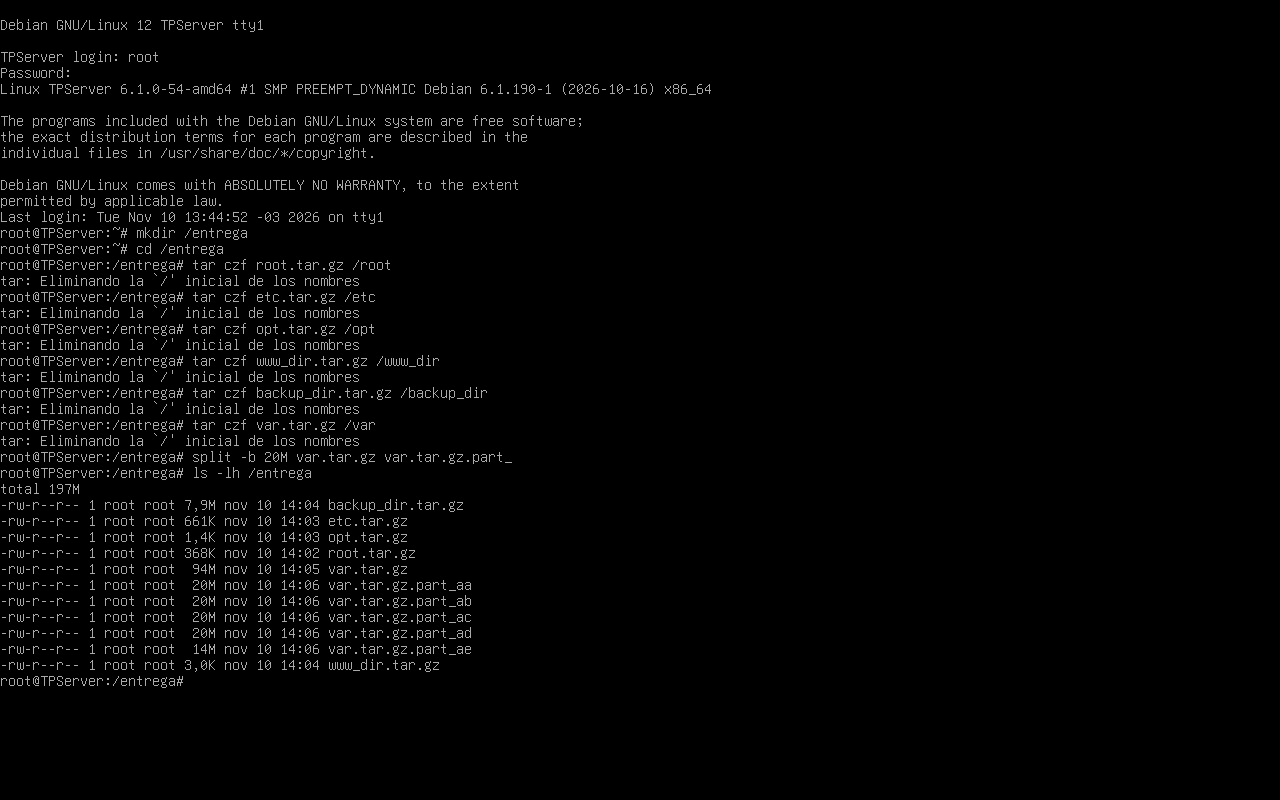 Debian GNU/Linux 12 TPServer tty1
TPServer login: root
Password:
Linux TPServer 6.1.0-54-amd64 #1 SMP PREEMPT_DYNAMIC Debian 6.1.190-1 (2026-10-16) x86_64
The programs included with the Debian GNU/Linux system are free software;
the exact distribution terms for each program are described in the
individual files in /usr/share/doc/*/copyright.
Debian GNU/Linux comes with ABSOLUTELY NO WARRANTY, to the extent
permitted by applicable law.
Last login: Tue Nov 10 13:44:52 -03 2026 on tty1
root@TPServer:~# mkdir /entrega
root@TPServer:~# cd /entrega
root@TPServer:/entrega# tar czf root.tar.gz /root
tar: Eliminando la `/' inicial de los nombres
root@TPServer:/entrega# tar czf etc.tar.gz /etc
tar: Eliminando la `/' inicial de los nombres
root@TPServer:/entrega# tar czf opt.tar.gz /opt
tar: Eliminando la `/' inicial de los nombres
root@TPServer:/entrega# tar czf www_dir.tar.gz /www_dir
tar: Eliminando la `/' inicial de los nombres
root@TPServer:/entrega# tar czf backup_dir.tar.gz /backup_dir
tar: Eliminando la `/' inicial de los nombres
root@TPServer:/entrega# tar czf var.tar.gz /var
tar: Eliminando la `/' inicial de los nombres
root@TPServer:/entrega# split -b 20M var.tar.gz var.tar.gz.part_
root@TPServer:/entrega# ls -lh /entrega
total 197M
-rw-r--r-- 1 root root 7,9M nov 10 14:04 backup_dir.tar.gz
-rw-r--r-- 1 root root 661K nov 10 14:03 etc.tar.gz
-rw-r--r-- 1 root root 1,4K nov 10 14:03 opt.tar.gz
-rw-r--r-- 1 root root 368K nov 10 14:02 root.tar.gz
-rw-r--r-- 1 root root  94M nov 10 14:05 var.tar.gz
-rw-r--r-- 1 root root  20M nov 10 14:06 var.tar.gz.part_aa
-rw-r--r-- 1 root root  20M nov 10 14:06 var.tar.gz.part_ab
-rw-r--r-- 1 root root  20M nov 10 14:06 var.tar.gz.part_ac
-rw-r--r-- 1 root root  20M nov 10 14:06 var.tar.gz.part_ad
-rw-r--r-- 1 root root  14M nov 10 14:06 var.tar.gz.part_ae
-rw-r--r-- 1 root root 3,0K nov 10 14:04 www_dir.tar.gz
root@TPServer:/entrega#